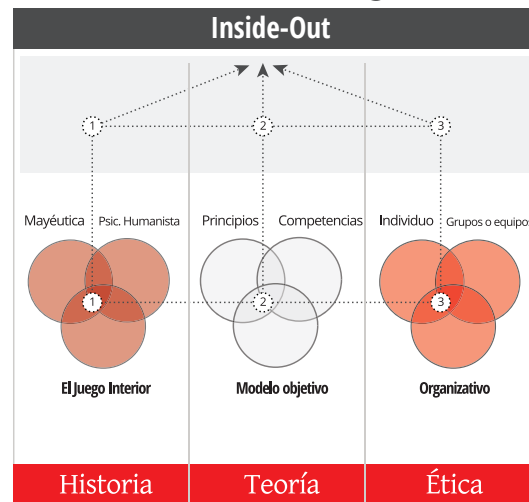 Inside-Out
1 2 3
Mayéutica Psic. Humanista Principios Competencias Individuo Grupos o equipos
1 2 3
El Juego Interior Modelo objetivo Organizativo
Historia Teoría Ética